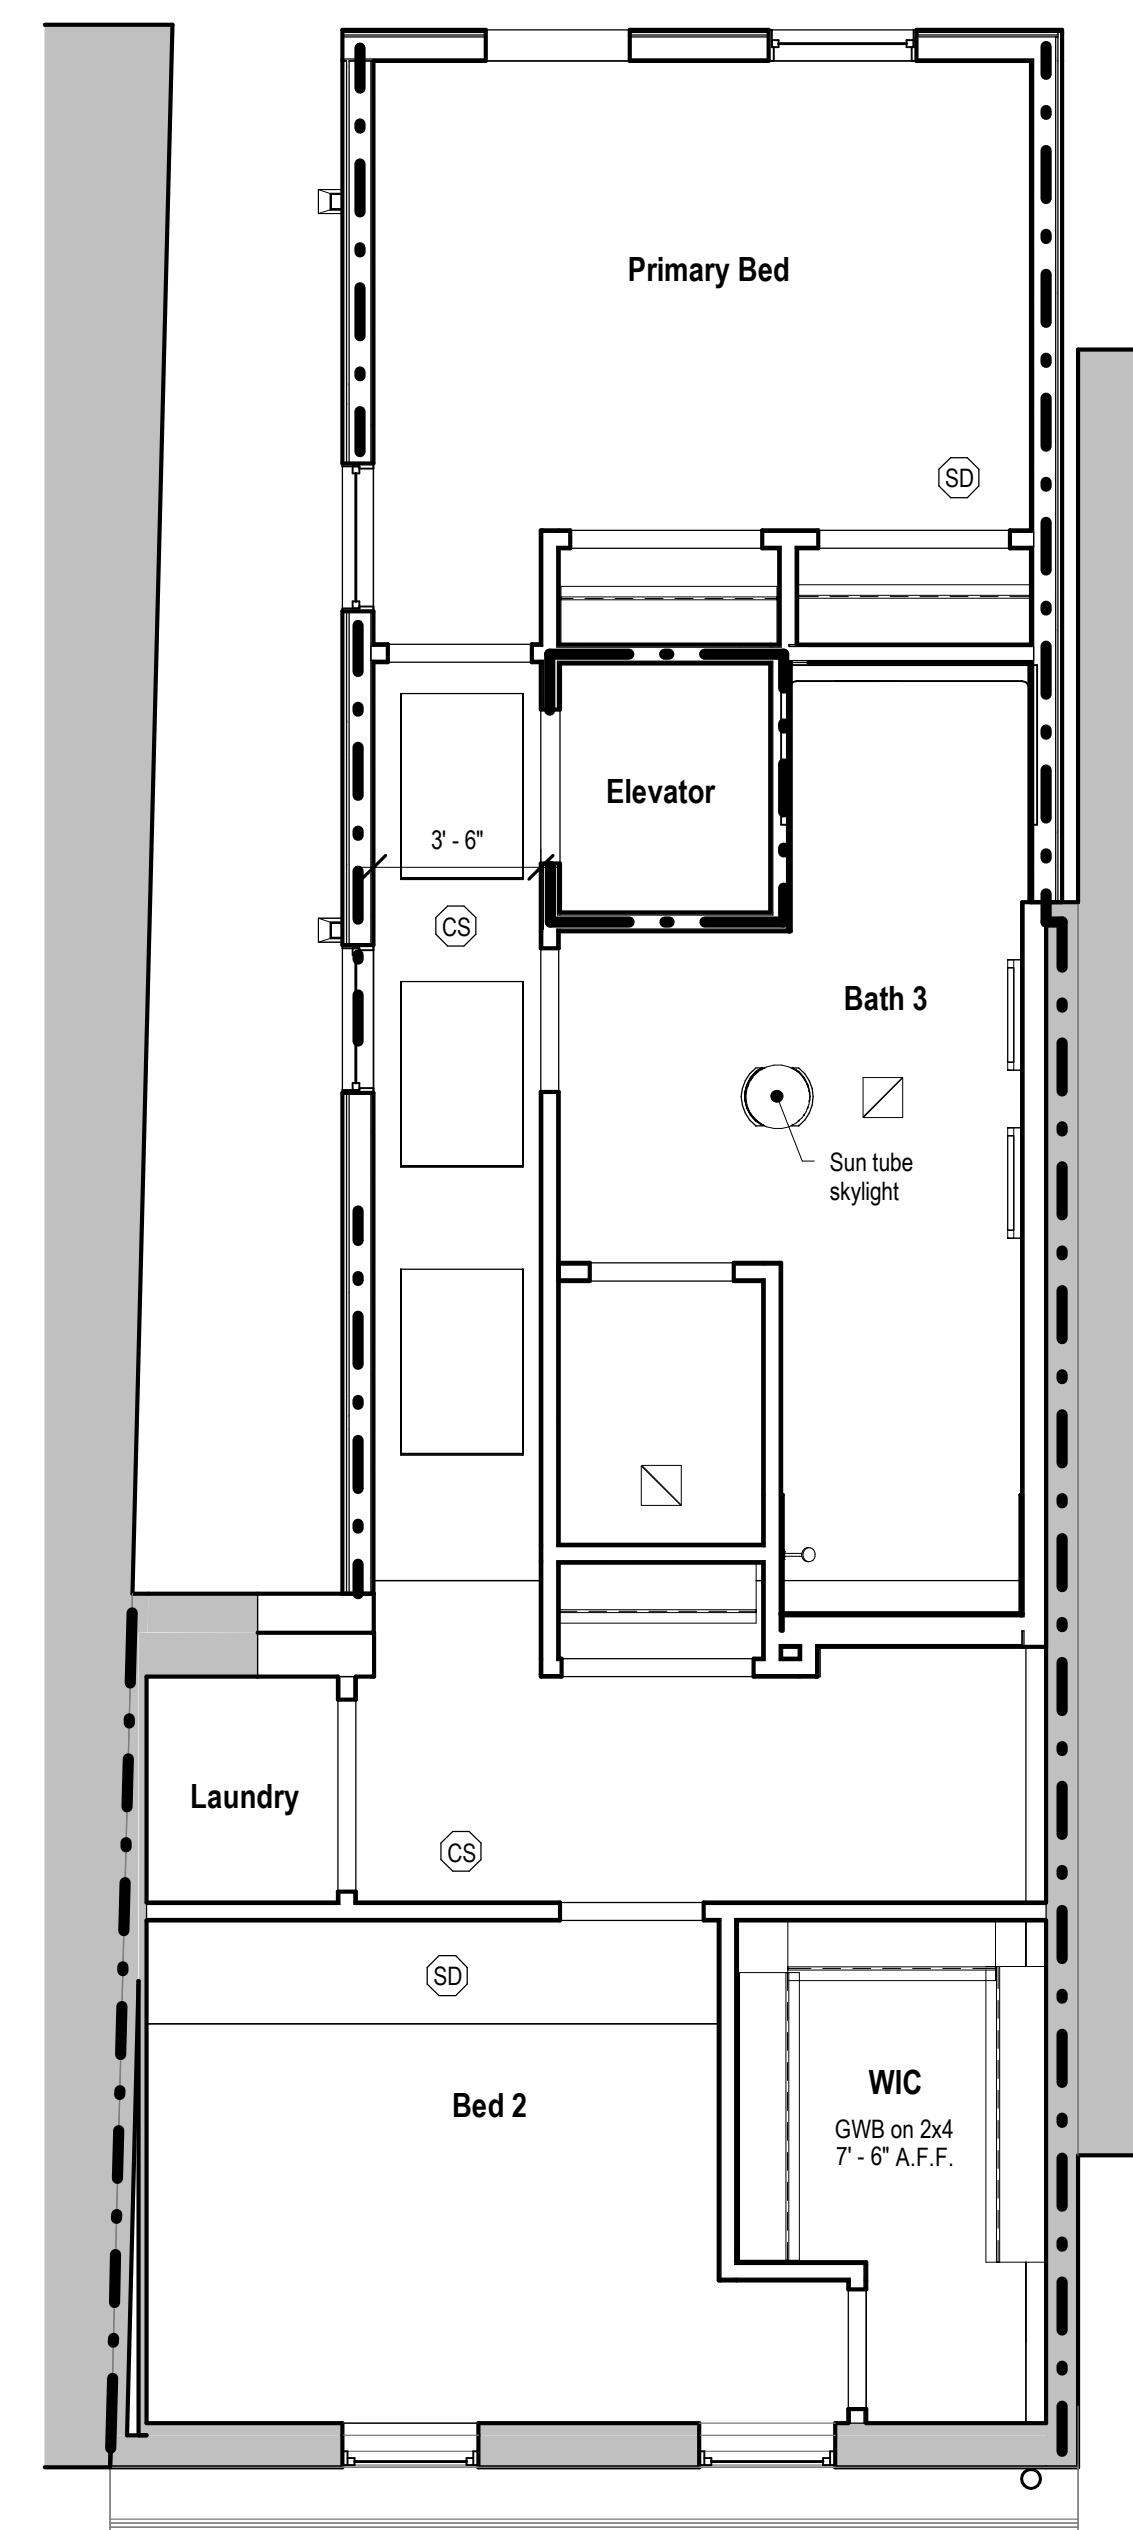 Primary Bed
SD
Elevator
3' - 6"
CS
Bath 3
Sun tube
skylight
Laundry
CS
SD
Bed 2
WIC
GWB on 2x4
7' - 6" A.F.F.